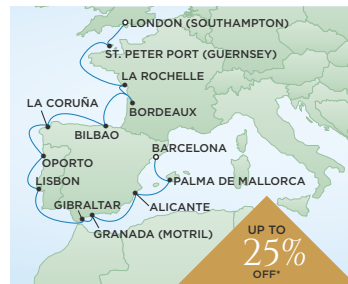 LONDON (SOUTHAMPTON)
ST. PETER PORT (GUERNSEY)
LA ROCHELLE
BORDEAUX
LA CORUÑA
BILBAO
BARCELONA
OPORTO
PALMA DE MALLORCA
LISBON
GIBRALTAR
ALICANTE
GRANADA (MOTRIL)
UP TO
25%
OFF*